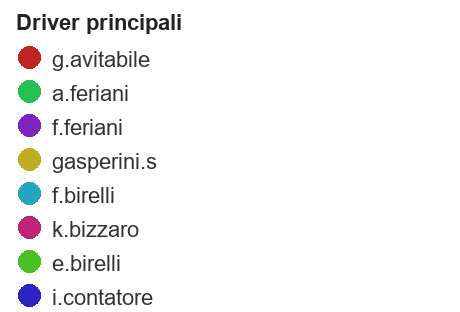 Driver principali
g.avitabile
a.feriani
f.feriani
gasperini.s
f.birelli
k.bizzaro
e.birelli
i.contatore